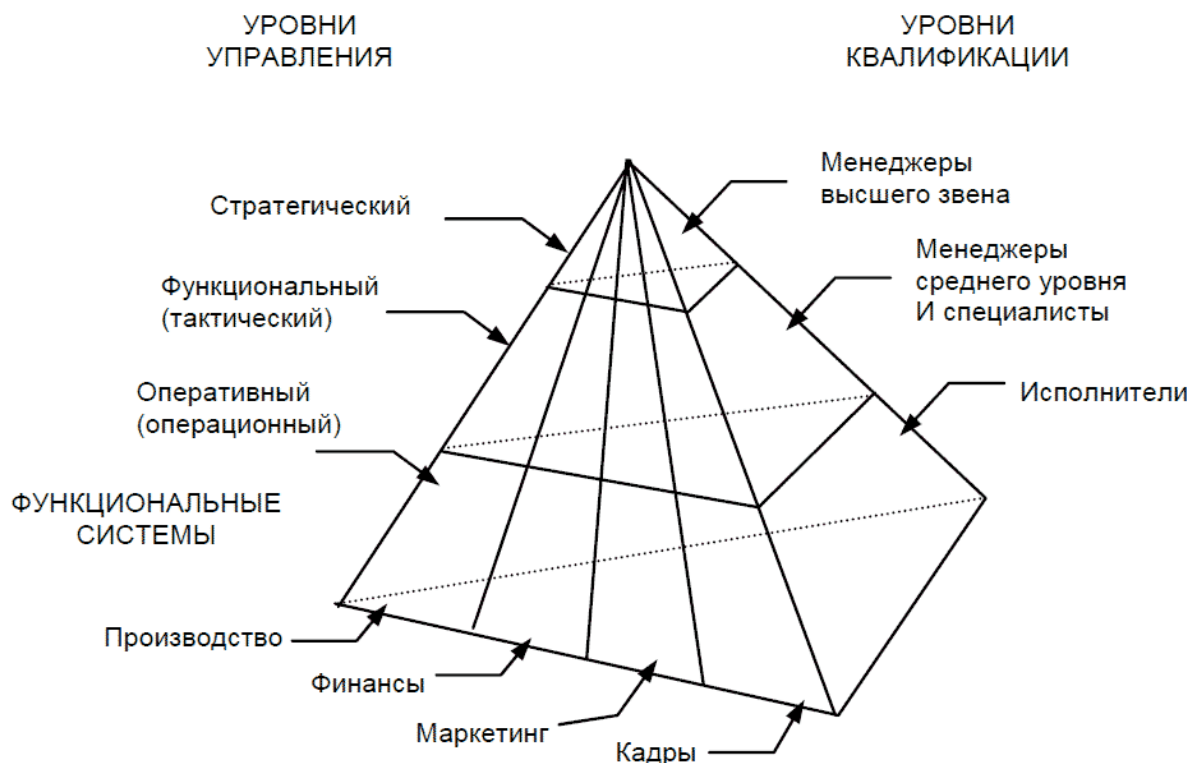 УРОВНИ
УПРАВЛЕНИЯ
УРОВНИ
КВАЛИФИКАЦИИ
Стратегический
Функциональный
(тактический)
Оперативный
(операционный)
Менеджеры
высшего звена
Менеджеры
среднего уровня
И специалисты
Исполнители
ФУНКЦИОНАЛЬНЫЕ
СИСТЕМЫ
Производство
Финансы
Маркетинг
Кадры